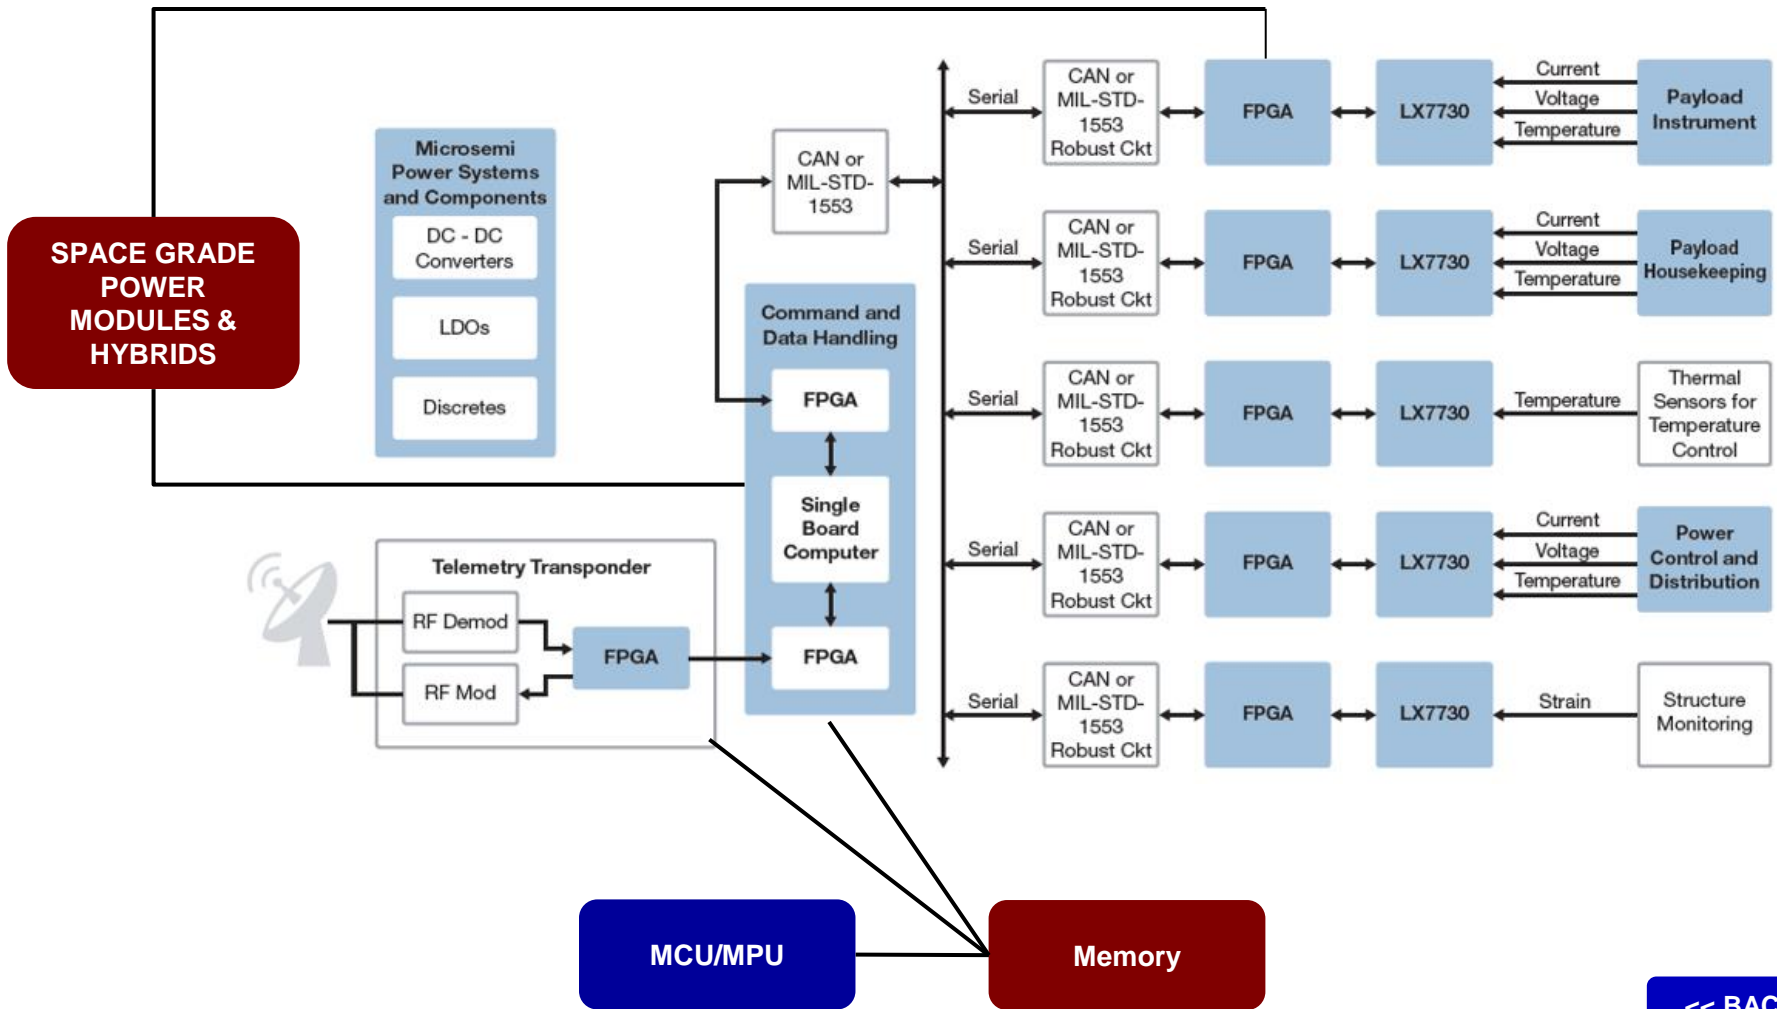 SPACE GRADE
POWER
MODULES &
HYBRIDS
Microsemi
Power Systems
and Components
DC - DC
Converters
LDOs
Discretes
CAN or
MIL-STD-
1553
Command and
Data Handling
FPGA
Single
Board
Computer
FPGA
Telemetry Transponder
RF Demod
RF Mod
FPGA
Serial
CAN or
MIL-STD-
1553
Robust Ckt
FPGA
LX7730
Current
Voltage
Temperature
Payload
Instrument
Serial
CAN or
MIL-STD-
1553
Robust Ckt
FPGA
LX7730
Current
Voltage
Temperature
Payload
Housekeeping
Serial
CAN or
MIL-STD-
1553
Robust Ckt
FPGA
LX7730
Temperature
Thermal
Sensors for
Temperature
Control
Serial
CAN or
MIL-STD-
1553
Robust Ckt
FPGA
LX7730
Current
Voltage
Temperature
Power
Control and
Distribution
Serial
CAN or
MIL-STD-
1553
Robust Ckt
FPGA
LX7730
Strain
Structure
Monitoring
MCU/MPU
Memory
<<